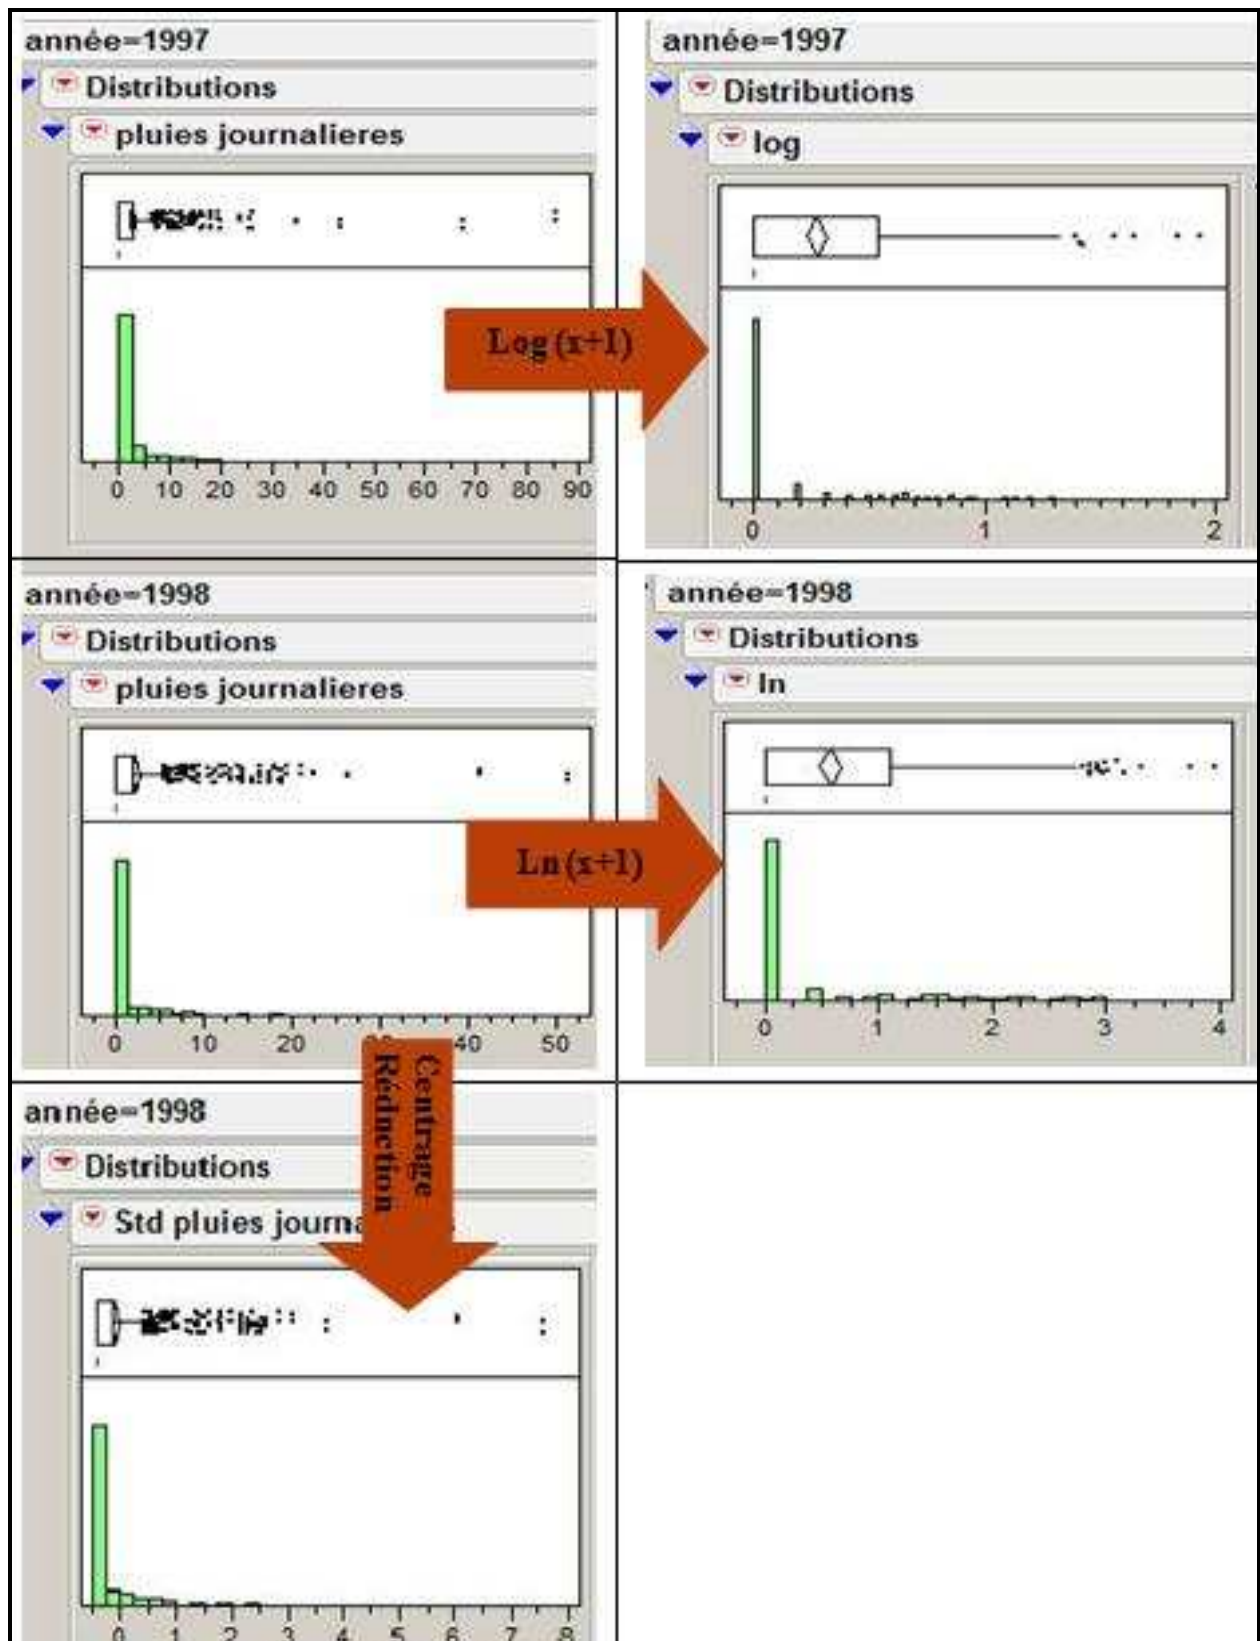 année=1997
Distributions
pluies journalieres
0 10 20 30 40 50 60 70 80 90
Log(x+1)
année=1997
Distributions
log
0 1 2
année=1998
Distributions
pluies journalieres
0 10 20 40 50
Ln(x+1)
année=1998
Distributions
ln
0 1 2 3 4
Centrage
Réduction
année=1998
Distributions
Std pluies journa
0 1 2 3 4 5 6 7 8